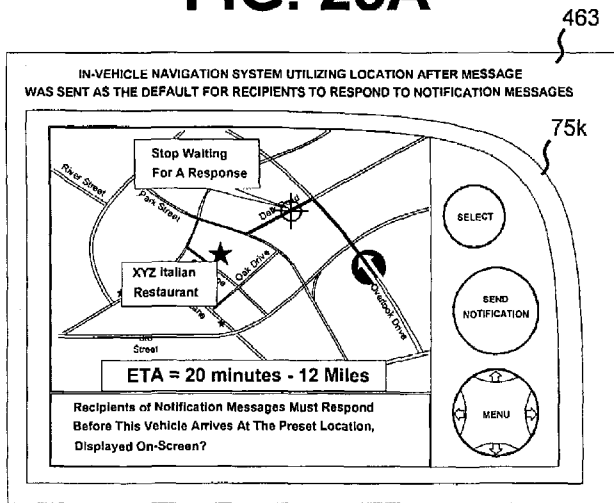 FIG. 26A
463
IN-VEHICLE NAVIGATION SYSTEM UTILIZING LOCATION AFTER MESSAGE
WAS SENT AS THE DEFAULT FOR RECIPIENTS TO RESPOND TO NOTIFICATION MESSAGES
75k
Stop Waiting
For A Response
River Street
Park Street
SELECT
XYZ Italian
Restaurant
Oak Drive
Overlook Drive
SEND
NOTIFICATION
Street
ETA = 20 minutes - 12 Miles
MENU
Recipients of Notification Messages Must Respond
Before This Vehicle Arrives At The Preset Location,
Displayed On-Screen?